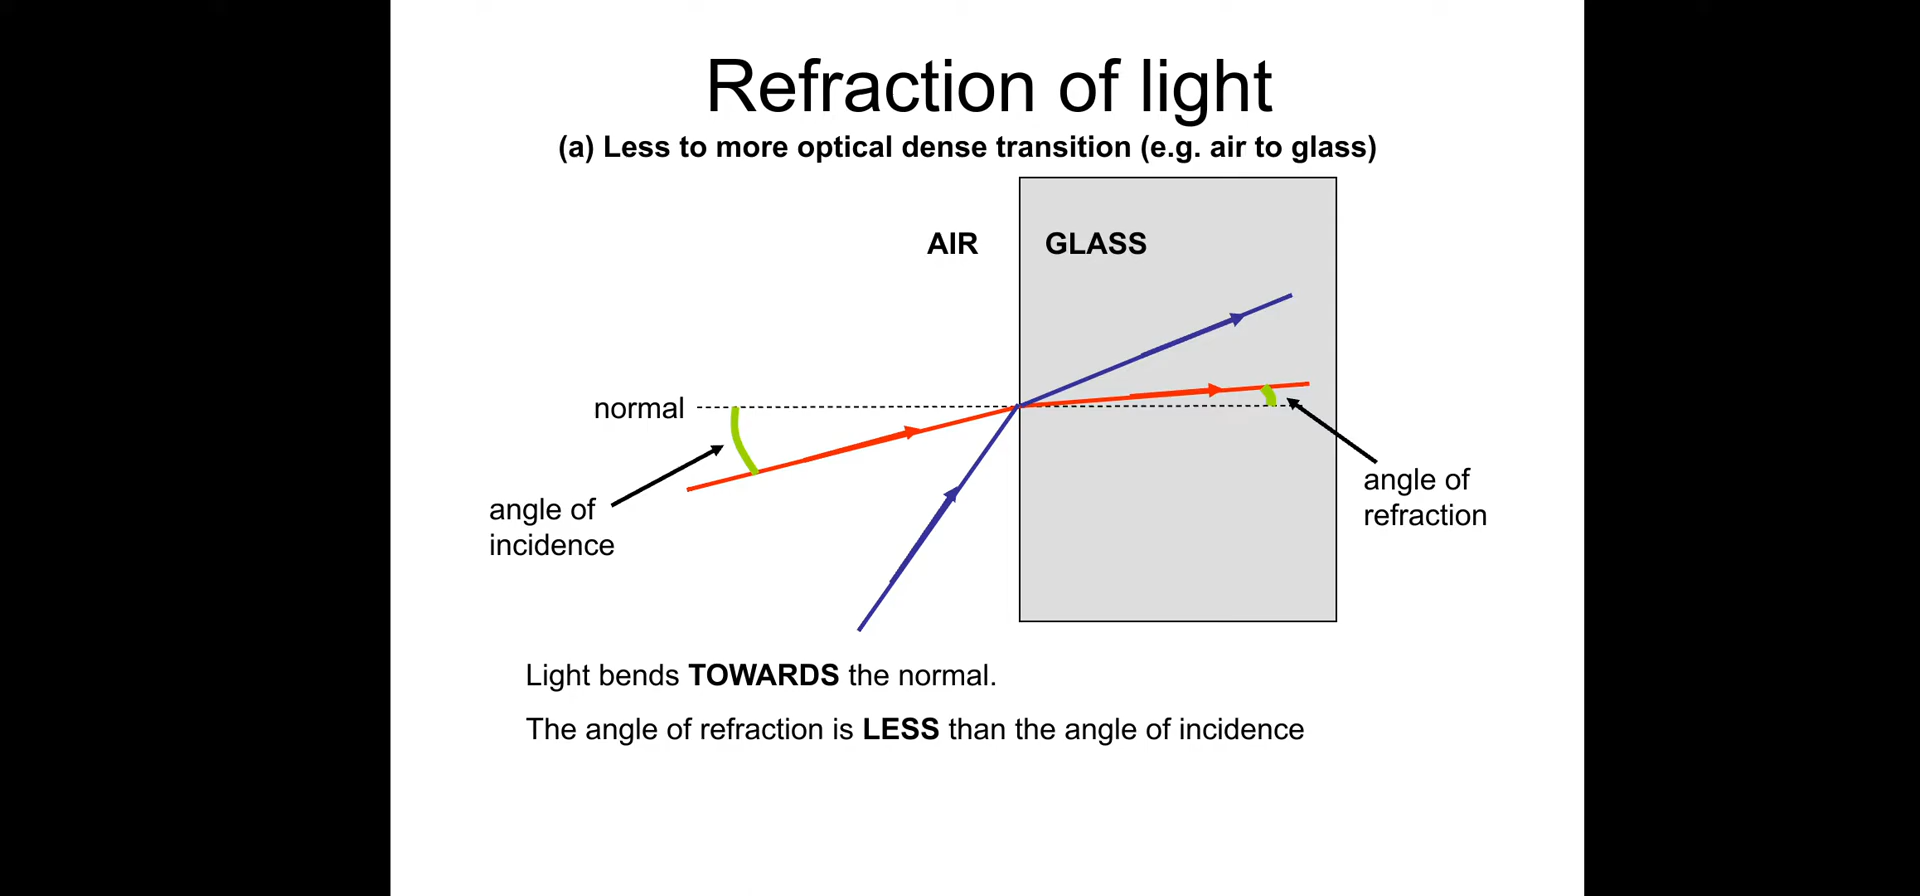 Refraction of light
(a) Less to more optical dense transition (e.g. air to glass)
AIR
GLASS
normal
angle of
incidence
angle of
refraction
Light bends TOWARDS the normal.
The angle of refraction is LESS than the angle of incidence